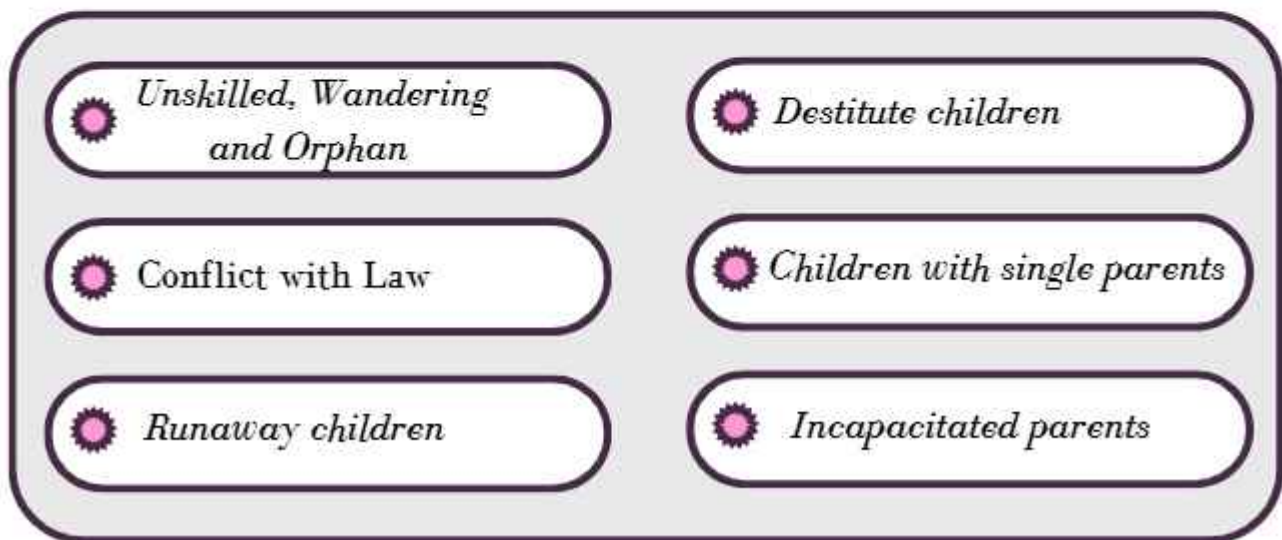 Unskilled, Wandering
and Orphan
Destitute children
Conflict with Law
Children with single parents
Runaway children
Incapacitated parents